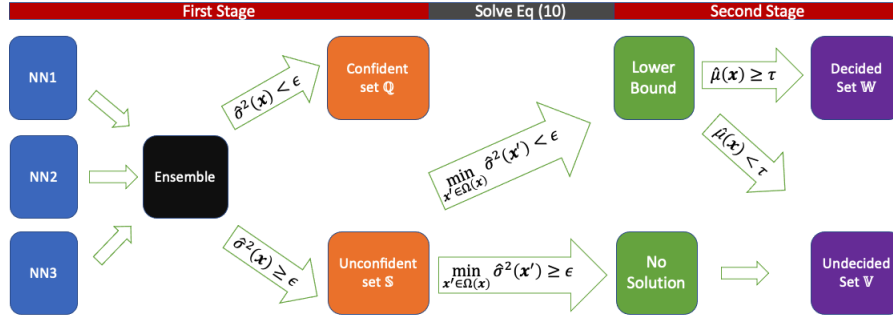 First Stage
Solve Eq (10)
Second Stage
NN1
NN2
NN3
Ensemble
σ̂²(𝒙) < ϵ
σ̂²(𝒙) ≥ ϵ
Confident
set ℚ
Unconfident
set 𝕊
min σ̂²(𝒙′) < ϵ
𝒙′∈Ω(𝒙)
min σ̂²(𝒙′) ≥ ϵ
𝒙′∈Ω(𝒙)
Lower
Bound
No
Solution
μ̂(𝒙) ≥ τ
μ̂(𝒙) < τ
Decided
Set 𝕎
Undecided
Set 𝕍